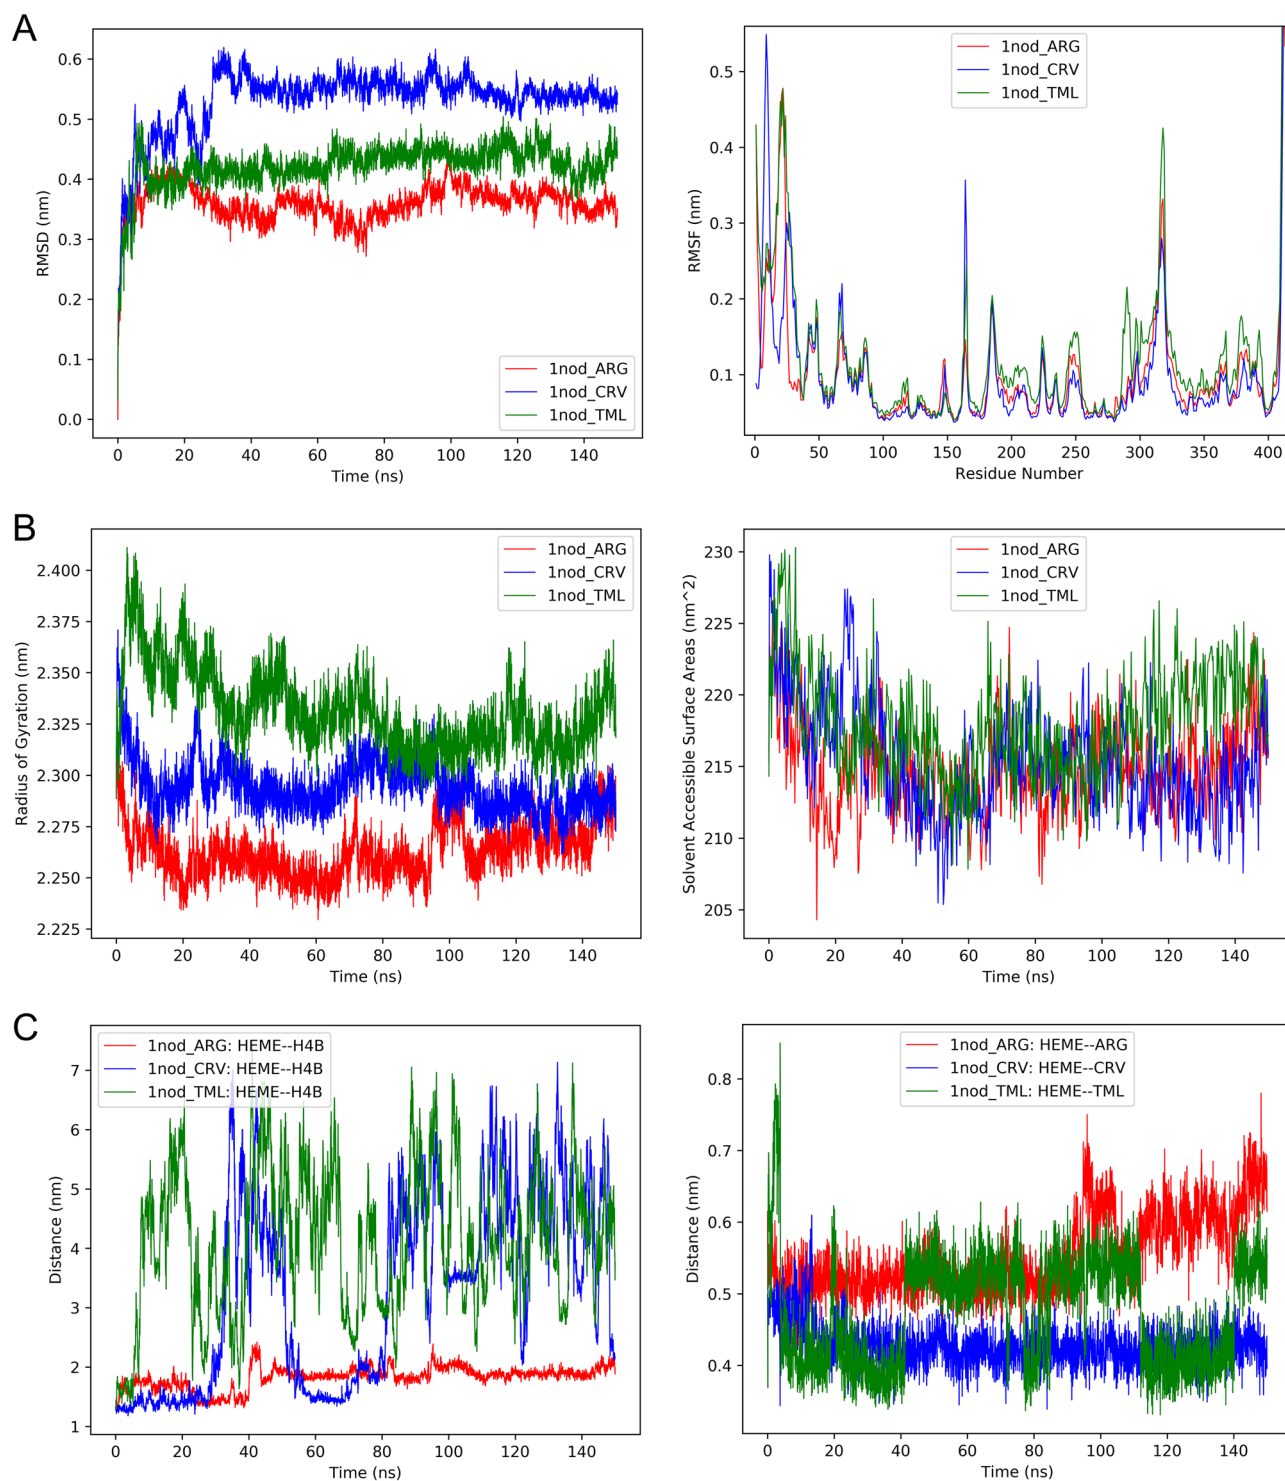 A
RMSD (nm)
0.6
0.5
0.4
0.3
0.2
0.1
0.0
1nod_ARG
1nod_CRV
1nod_TML
0 20 40 60 80 100 120 140
Time (ns)
RMSF (nm)
0.5
0.4
0.3
0.2
0.1
1nod_ARG
1nod_CRV
1nod_TML
0 50 100 150 200 250 300 350 400
Residue Number
B
Radius of Gyration (nm)
2.400
2.375
2.350
2.325
2.300
2.275
2.250
2.225
1nod_ARG
1nod_CRV
1nod_TML
0 20 40 60 80 100 120 140
Time (ns)
Solvent Accessible Surface Areas (nm^2)
230
225
220
215
210
205
1nod_ARG
1nod_CRV
1nod_TML
0 20 40 60 80 100 120 140
Time (ns)
C
Distance (nm)
7
6
5
4
3
2
1
1nod_ARG: HEME--H4B
1nod_CRV: HEME--H4B
1nod_TML: HEME--H4B
0 20 40 60 80 100 120 140
Time (ns)
Distance (nm)
0.8
0.7
0.6
0.5
0.4
1nod_ARG: HEME--ARG
1nod_CRV: HEME--CRV
1nod_TML: HEME--TML
0 20 40 60 80 100 120 140
Time (ns)